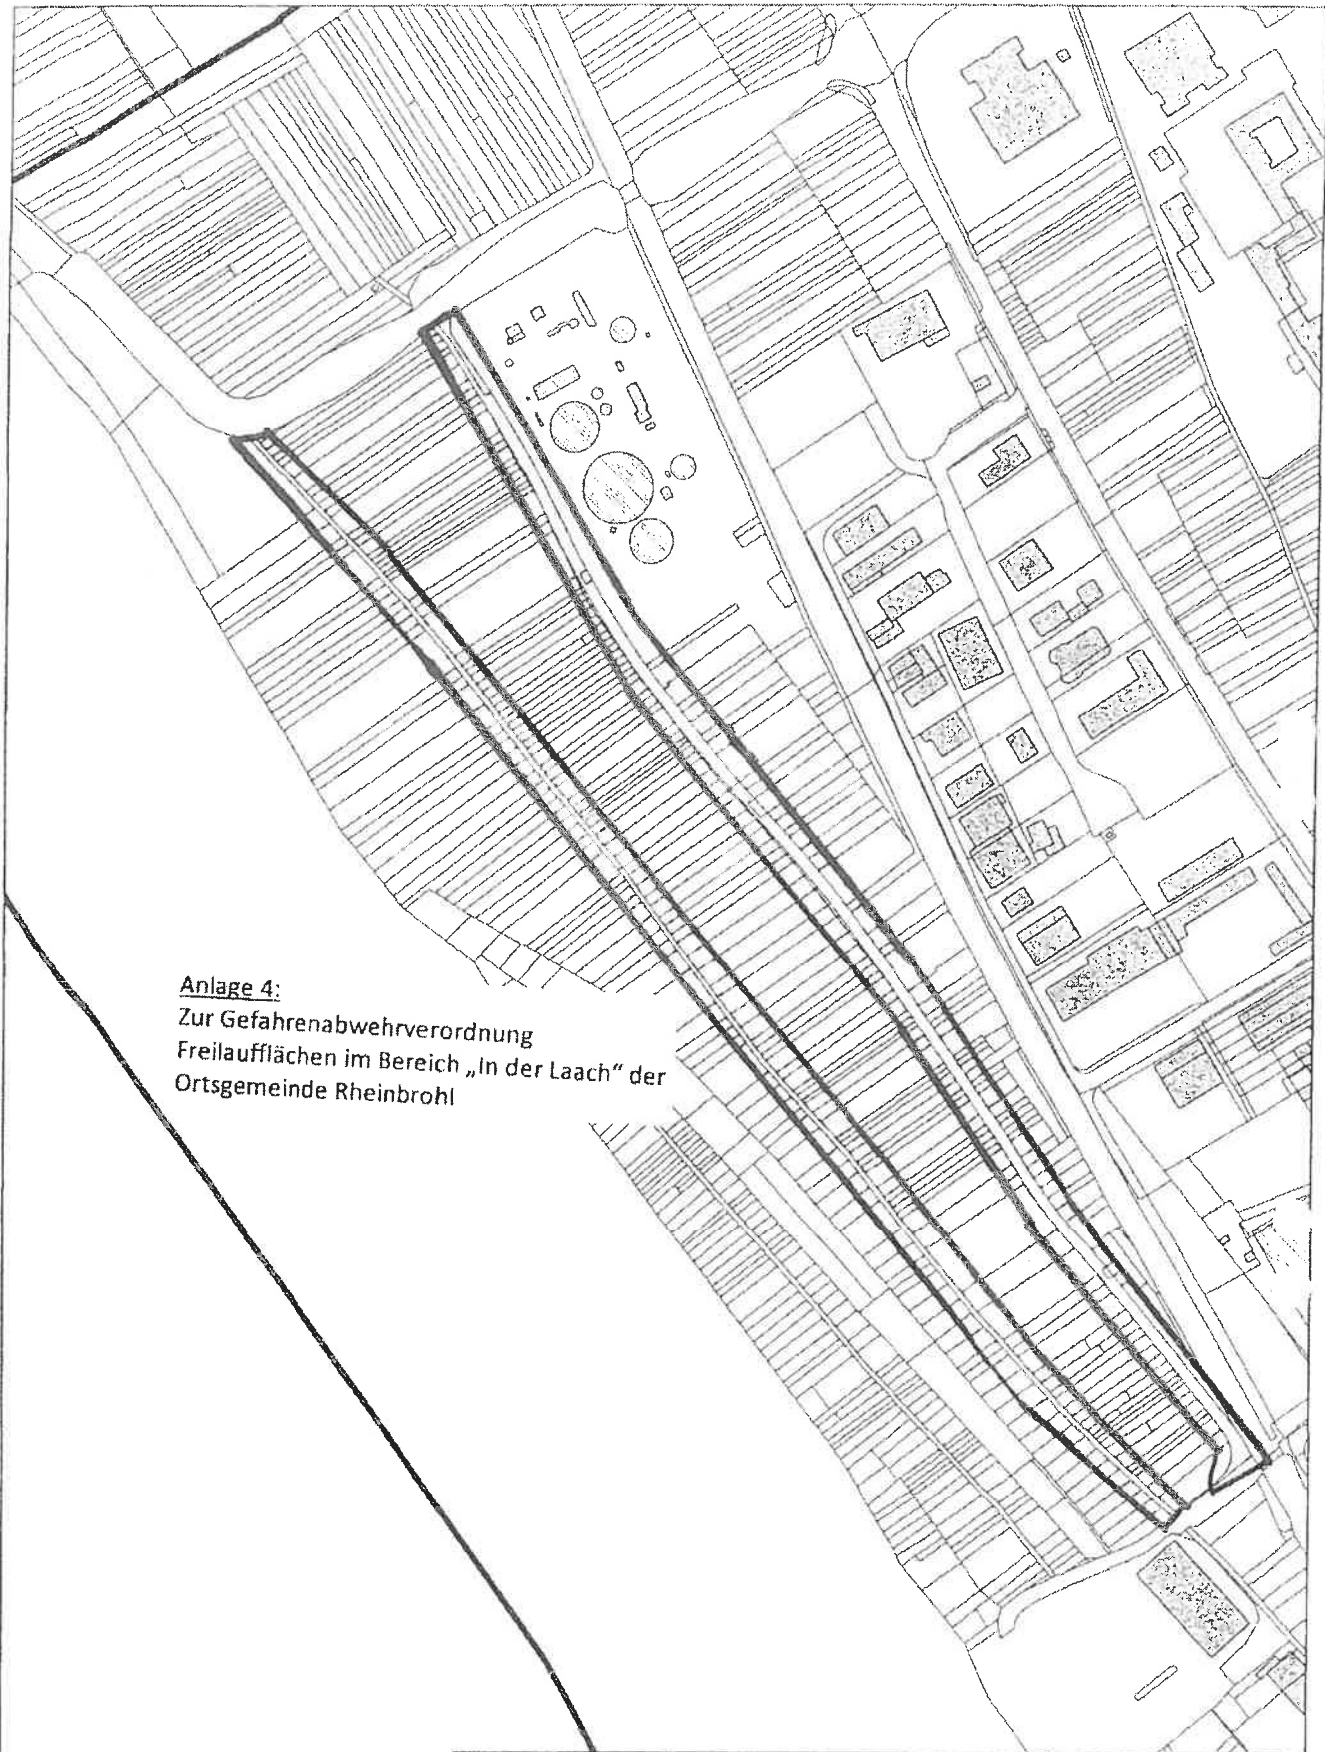 Anlage 4:
Zur Gefahrenabwehrverordnung
Freilaufflächen im Bereich „In der Laach" der
Ortsgemeinde Rheinbrohl